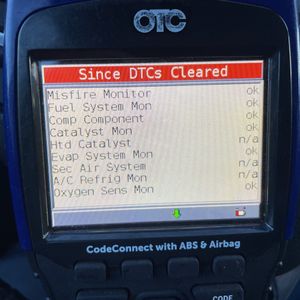 OTC
Since DTCs Cleared
Misfire Monitor ok
Fuel System Mon ok
Comp Component ok
Catalyst Mon ok
Htd Catalyst n/a
Evap System Mon ok
Sec Air System n/a
A/C Refrig Mon n/a
Oxygen Sens Mon ok
CodeConnect with ABS & Airbag
CODE